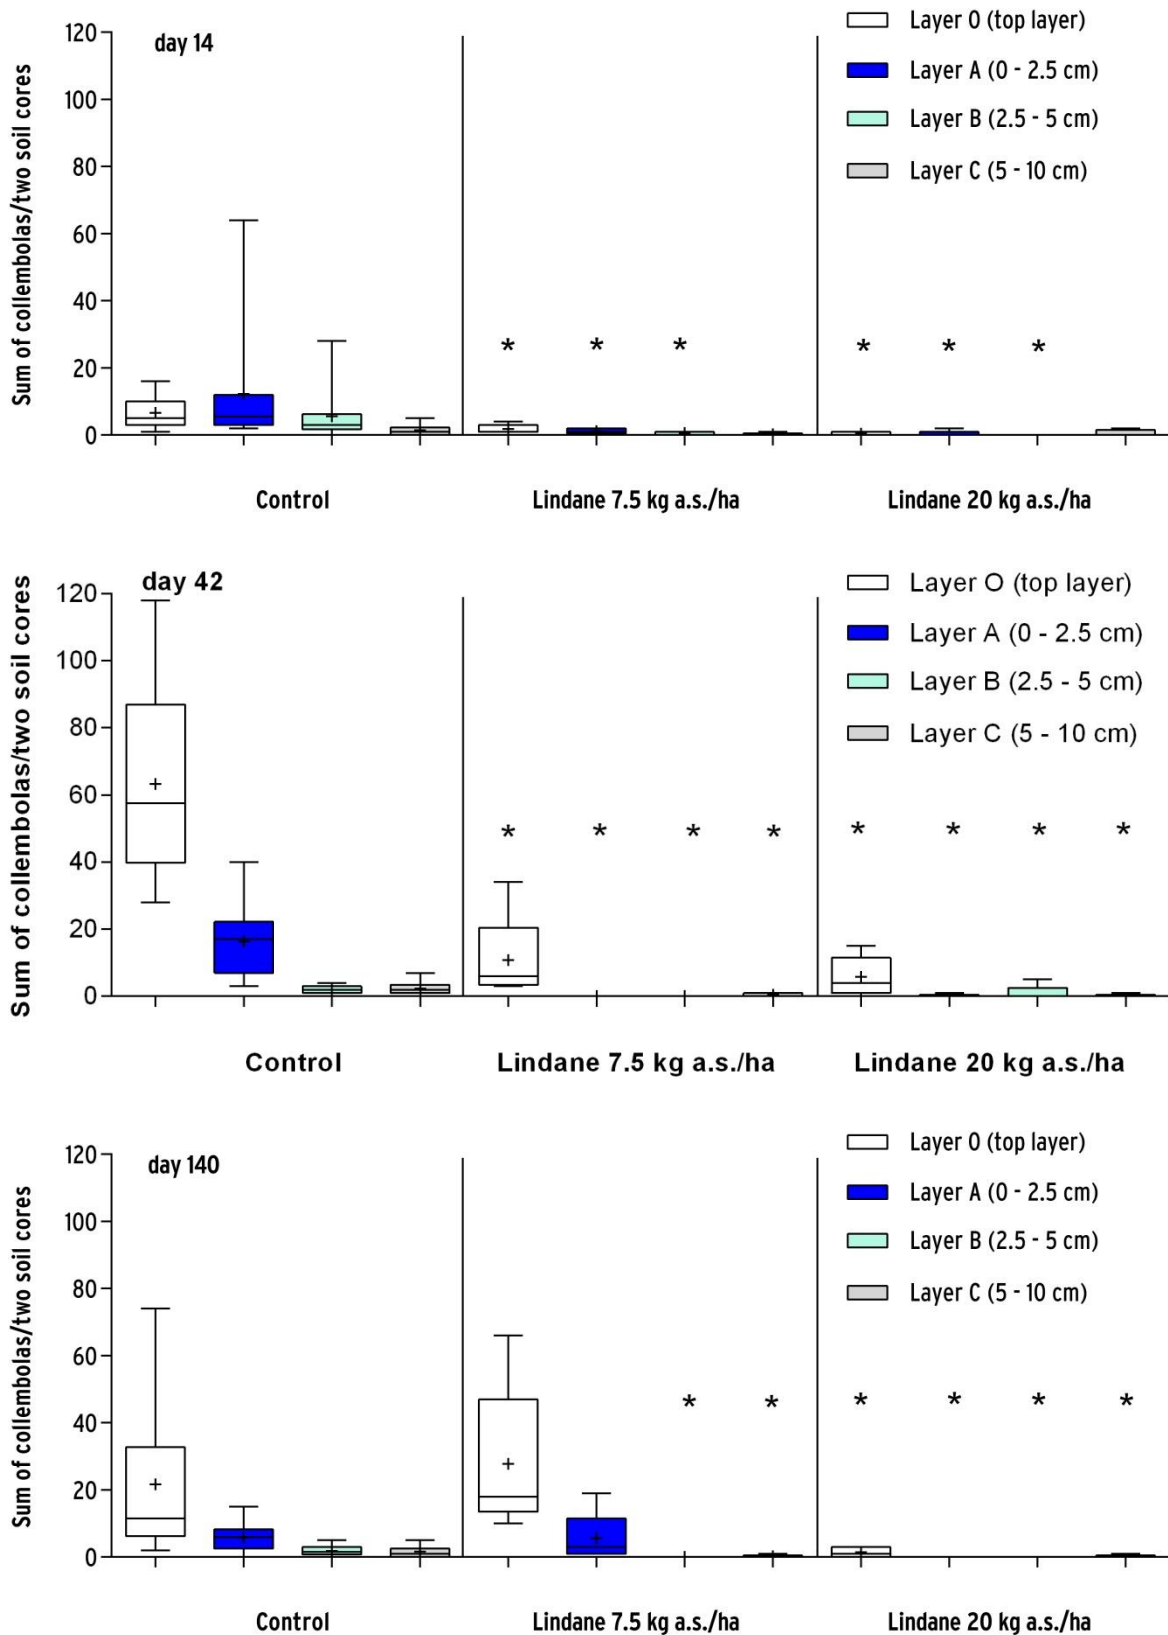 day 14
Sum of collembolas/two soil cores
120
100
80
60
40
20
0
Layer O (top layer)
Layer A (0 - 2.5 cm)
Layer B (2.5 - 5 cm)
Layer C (5 - 10 cm)
* * * * * *
Control Lindane 7.5 kg a.s./ha Lindane 20 kg a.s./ha
day 42
Sum of collembolas/two soil cores
120
100
80
60
40
20
0
Layer O (top layer)
Layer A (0 - 2.5 cm)
Layer B (2.5 - 5 cm)
Layer C (5 - 10 cm)
* * * * * * * *
Control Lindane 7.5 kg a.s./ha Lindane 20 kg a.s./ha
day 140
Sum of collembolas/two soil cores
120
100
80
60
40
20
0
Layer O (top layer)
Layer A (0 - 2.5 cm)
Layer B (2.5 - 5 cm)
Layer C (5 - 10 cm)
* * * * * *
Control Lindane 7.5 kg a.s./ha Lindane 20 kg a.s./ha